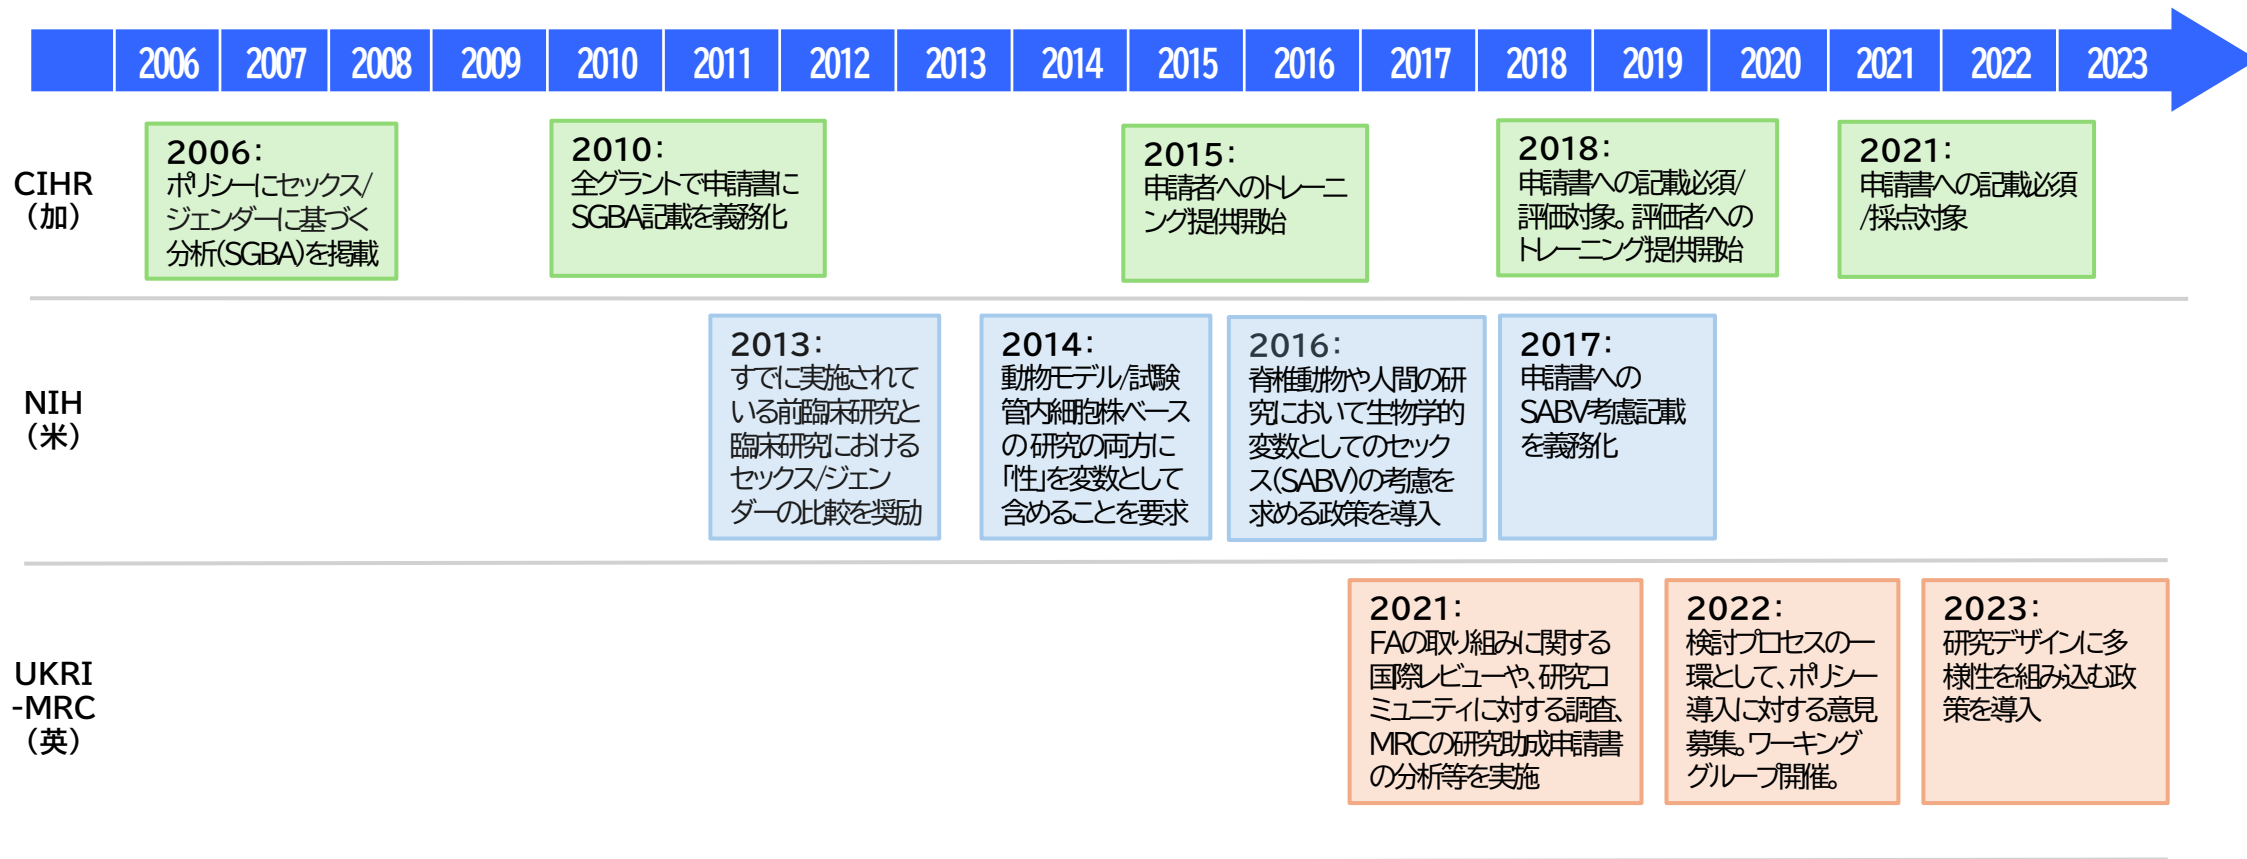 2006 2007 2008 2009 2010 2011 2012 2013 2014 2015 2016 2017 2018 2019 2020 2021 2022 2023
CIHR
（加）
2006：
ポリシーにセックス/
ジェンダーに基づく
分析(SGBA)を掲載
2010：
全グラントで申請書に
SGBA記載を義務化
2015：
申請者へのトレーニ
ング提供開始
2018：
申請書への記載必須/
評価対象。評価者への
トレーニング提供開始
2021：
申請書への記載必須
/採点対象
NIH
（米）
2013：
すでに実施されて
いる前臨床研究と
臨床研究における
セックス/ジェン
ダーの比較を奨励
2014：
動物モデル/試験
管内細胞株ベース
の研究の両方に
「性」を変数として
含めることを要求
2016：
脊椎動物や人間の研
究において生物学的
変数としてのセック
ス(SABV)の考慮を
求める政策を導入
2017：
申請書への
SABV考慮記載
を義務化
UKRI
-MRC
（英）
2021：
FAの取り組みに関する
国際レビューや、研究コ
ミュニティに対する調査、
MRCの研究助成申請書
の分析等を実施
2022：
検討プロセスの一
環として、ポリシー
導入に対する意見
募集。ワーキング
グループ開催。
2023：
研究デザインに多
様性を組み込む政
策を導入